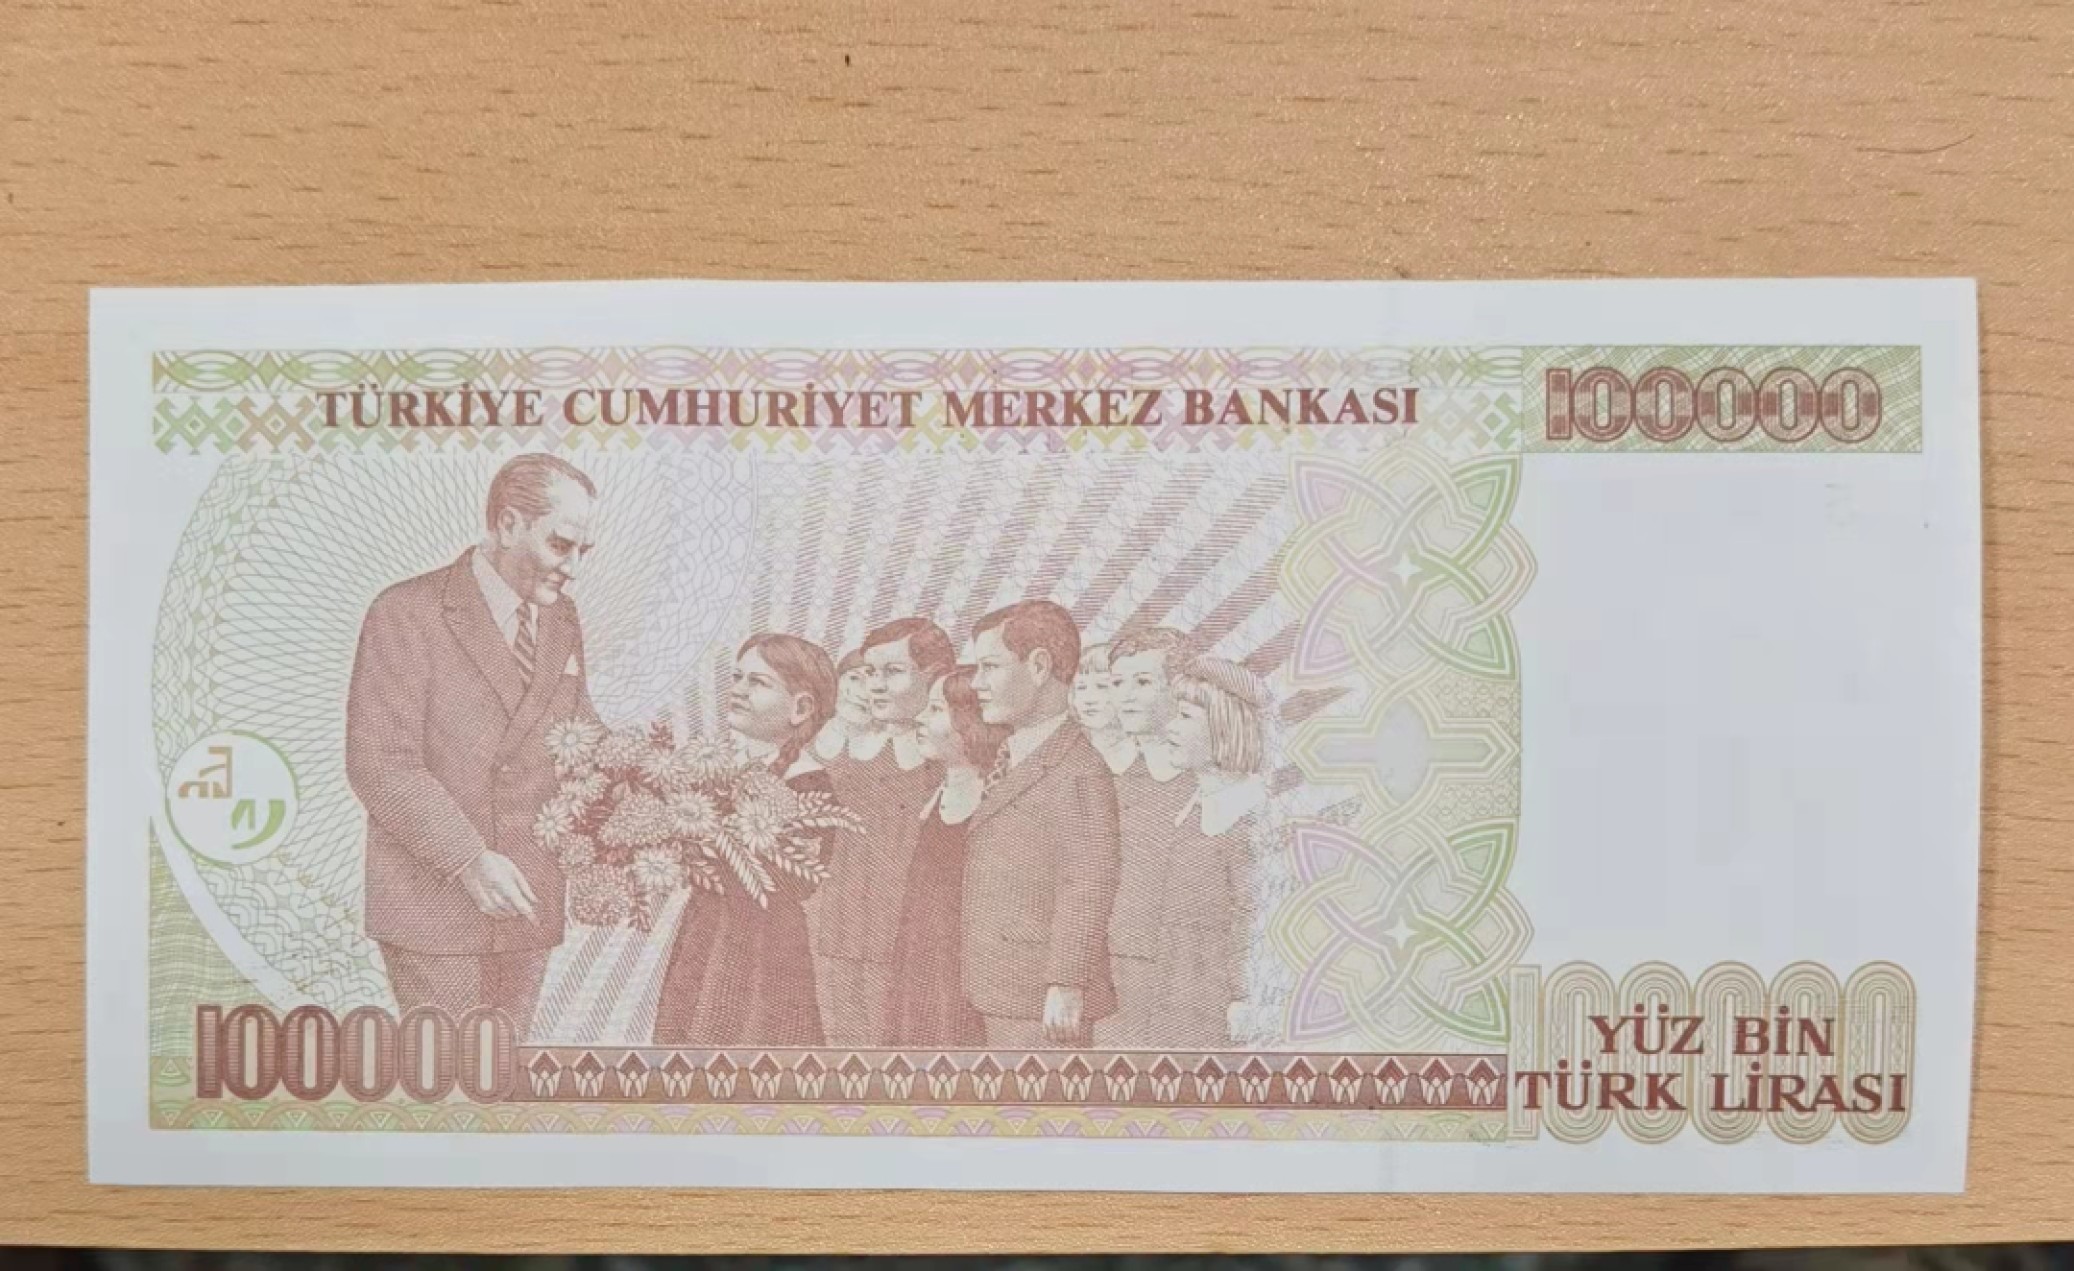 TÜRKİYE CUMHURİYET MERKEZ BANKASI
100000
100000
100000
YÜZ BİN
TÜRK LİRASI